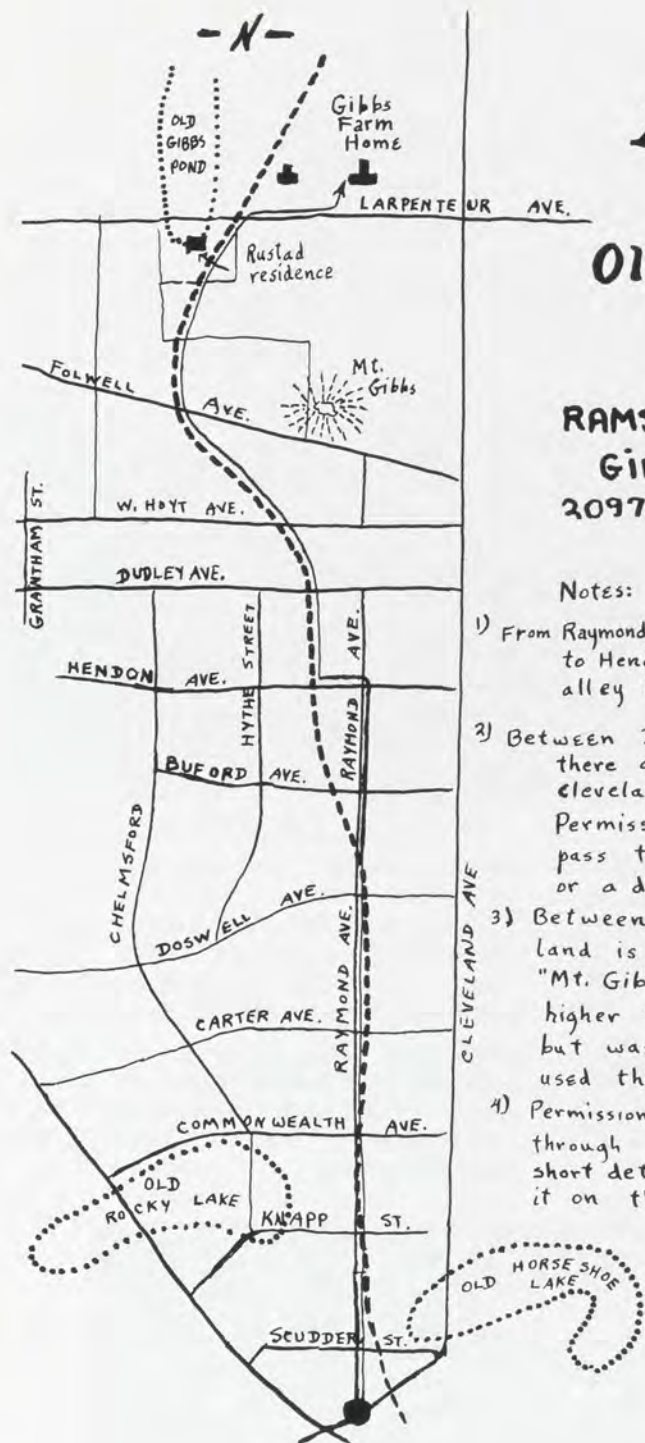 - N -
OLD
GIBBS
POND
Gibbs
Farm
Home
LARPENTEUR AVE.
Rustad
residence
Mt.
Gibbs
FOLWELL AVE.
GRANTHAM ST.
W. HOYT AVE.
DUDLEY AVE.
HYTHE STREET
RAYMOND AVE.
HENDON AVE.
BUFORD AVE.
CHELMSFORD
DOSWELL AVE.
RAYMOND AVE.
CLEVELAND AVE
CARTER AVE.
COMMONWEALTH AVE.
OLD
ROCKY LAKE
KNAPP ST.
OLD HORSE SHOE
LAKE
SCUDDER ST.
Ol
RAMS
Gi
2097
Notes:
1) From Raymond
to Hen
alley
2) Between
there
clevela
Permiss
pass t
or a d
3) Between
land is
"Mt. Gib
higher
but wa
used th
4) Permission
through
short det
it on th